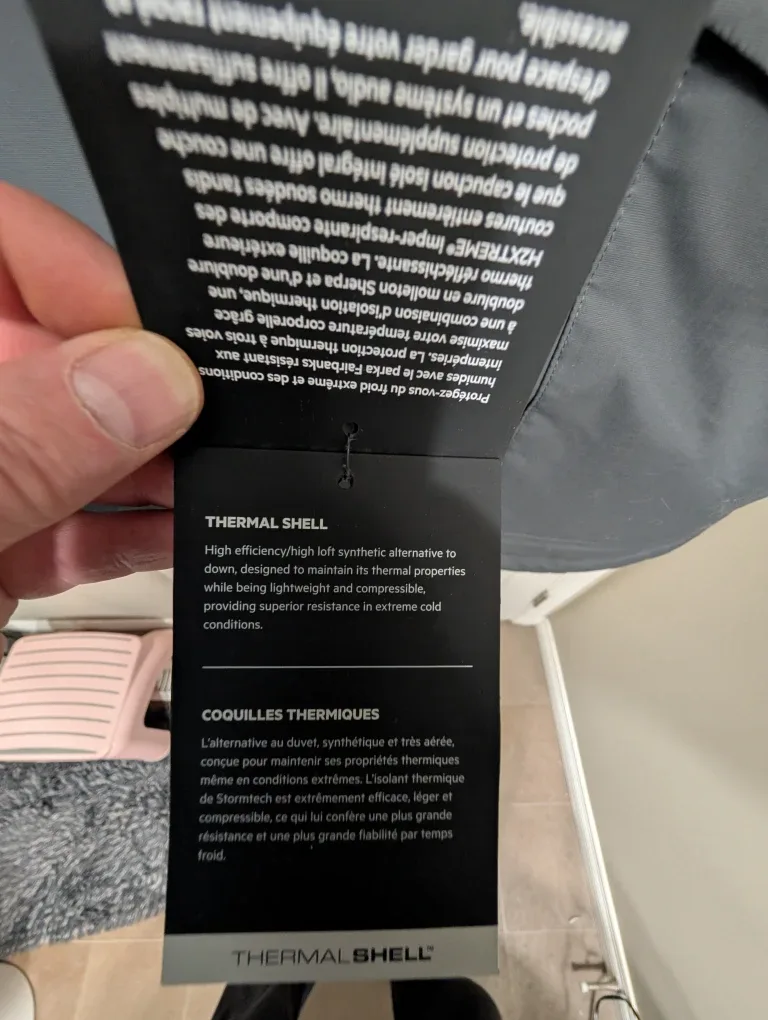 Protégez-vous du froid extrême et des conditions
humides avec le parka Fairbanks résistant aux
intempéries. La protection thermique à trois voies
maximise votre température corporelle grâce
à une combinaison d'isolation thermique, une
doublure en molleton Sherpa et d'une doublure
thermo réfléchissante. La coquille extérieure
H2XTREME® imper-respirante comporte des
coutures entièrement thermo soudées tandis
que le capuchon isolé intégral offre une couche
de protection supplémentaire. Avec de multiples
poches et un système audio, il offre suffisamment
d'espace pour garder votre équipement rangé et
accessible.
THERMAL SHELL
High efficiency/high loft synthetic alternative to
down, designed to maintain its thermal properties
while being lightweight and compressible,
providing superior resistance in extreme cold
conditions.
COQUILLES THERMIQUES
L'alternative au duvet, synthétique et très aérée,
conçue pour maintenir ses propriétés thermiques
même en conditions extrêmes. L'isolant thermique
de Stormtech est extrêmement efficace, léger et
compressible, ce qui lui confère une plus grande
résistance et une plus grande fiabilité par temps
froid.
THERMALSHELL™